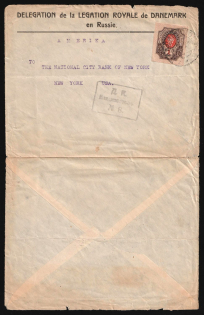 DELEGATION de la LEGATION ROYALE de DANEMARK
en Russie.
AMERIKA
TO
THE NATIONAL CITY BANK OF NEW YORK
NEW YORK USA.